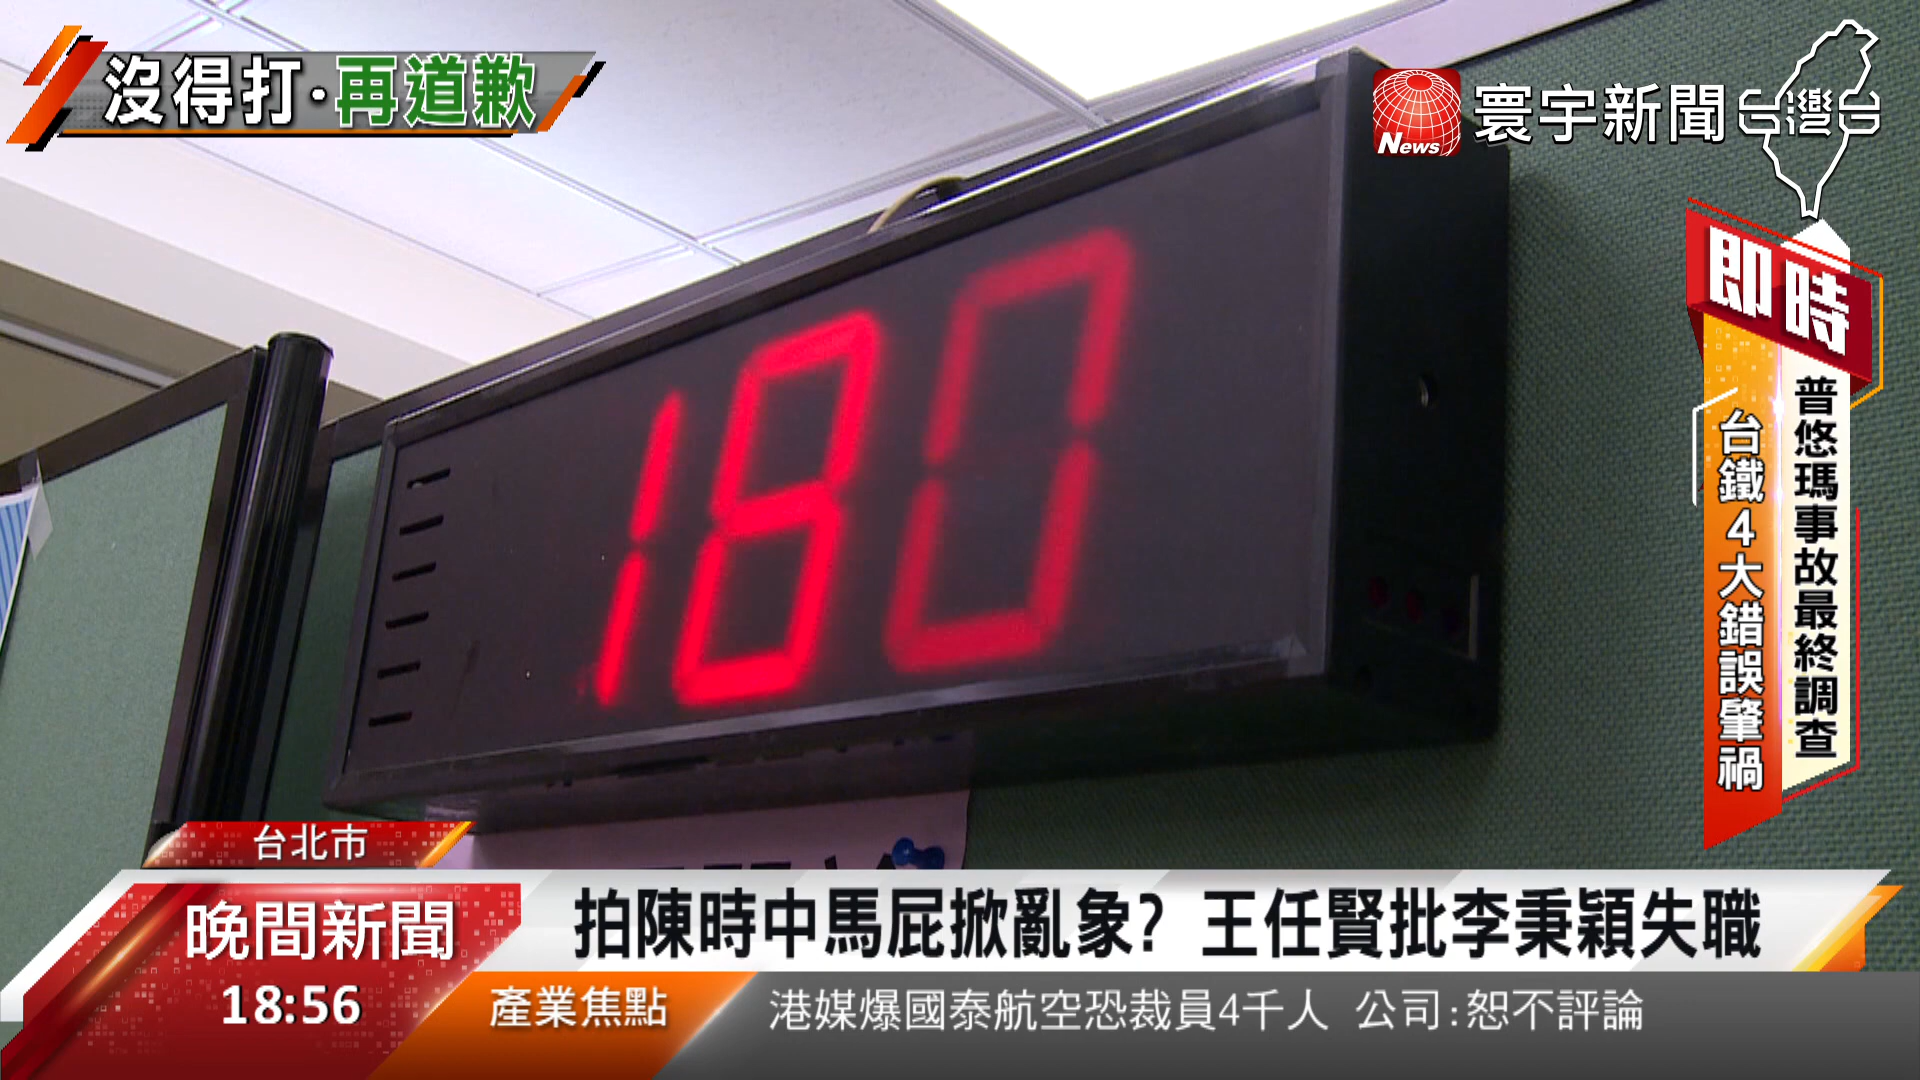 沒得打·再道歉
News
寰宇新聞
台灣
即時
普悠瑪事故最終調查
台鐵4大錯誤肇禍
180
台北市
晚間新聞
拍陳時中馬屁掀亂象? 王任賢批李秉穎失職
18:56
產業焦點
港媒爆國泰航空恐裁員4千人 公司:恕不評論